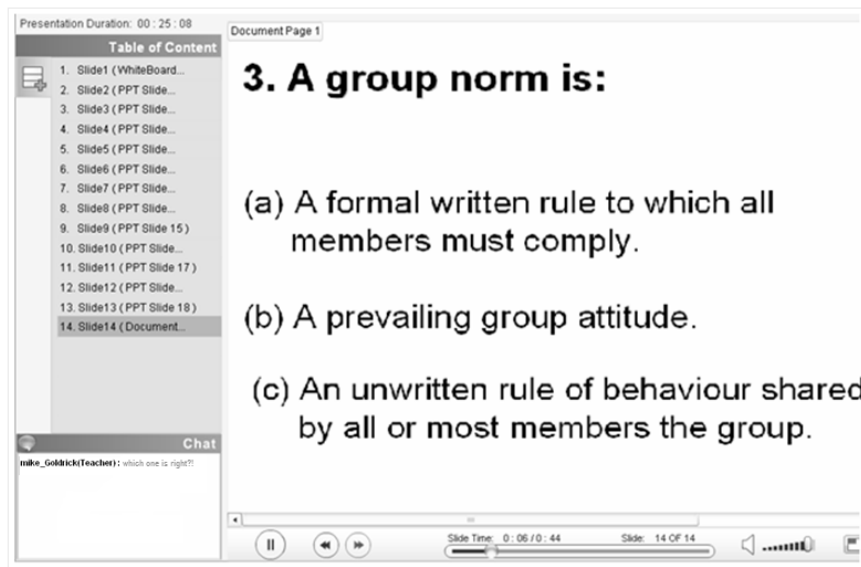 Presentation Duration: 00 : 25 : 08
Table of Content
1. Slide1 ( WhiteBoard...
2. Slide2 ( PPT Slide...
3. Slide3 ( PPT Slide...
4. Slide4 ( PPT Slide...
5. Slide5 ( PPT Slide...
6. Slide6 ( PPT Slide...
7. Slide7 ( PPT Slide...
8. Slide8 ( PPT Slide...
9. Slide9 ( PPT Slide 15 )
10. Slide10 ( PPT Slide...
11. Slide11 ( PPT Slide 17 )
12. Slide12 ( PPT Slide...
13. Slide13 ( PPT Slide 18 )
14. Slide14 ( Document...
Chat
mike_Goldrick(Teacher) : which one is right?!
Document Page 1
3. A group norm is:
(a) A formal written rule to which all
members must comply.
(b) A prevailing group attitude.
(c) An unwritten rule of behaviour shared
by all or most members the group.
Slide Time: 0 : 06 / 0 : 44 Slide: 14 OF 14